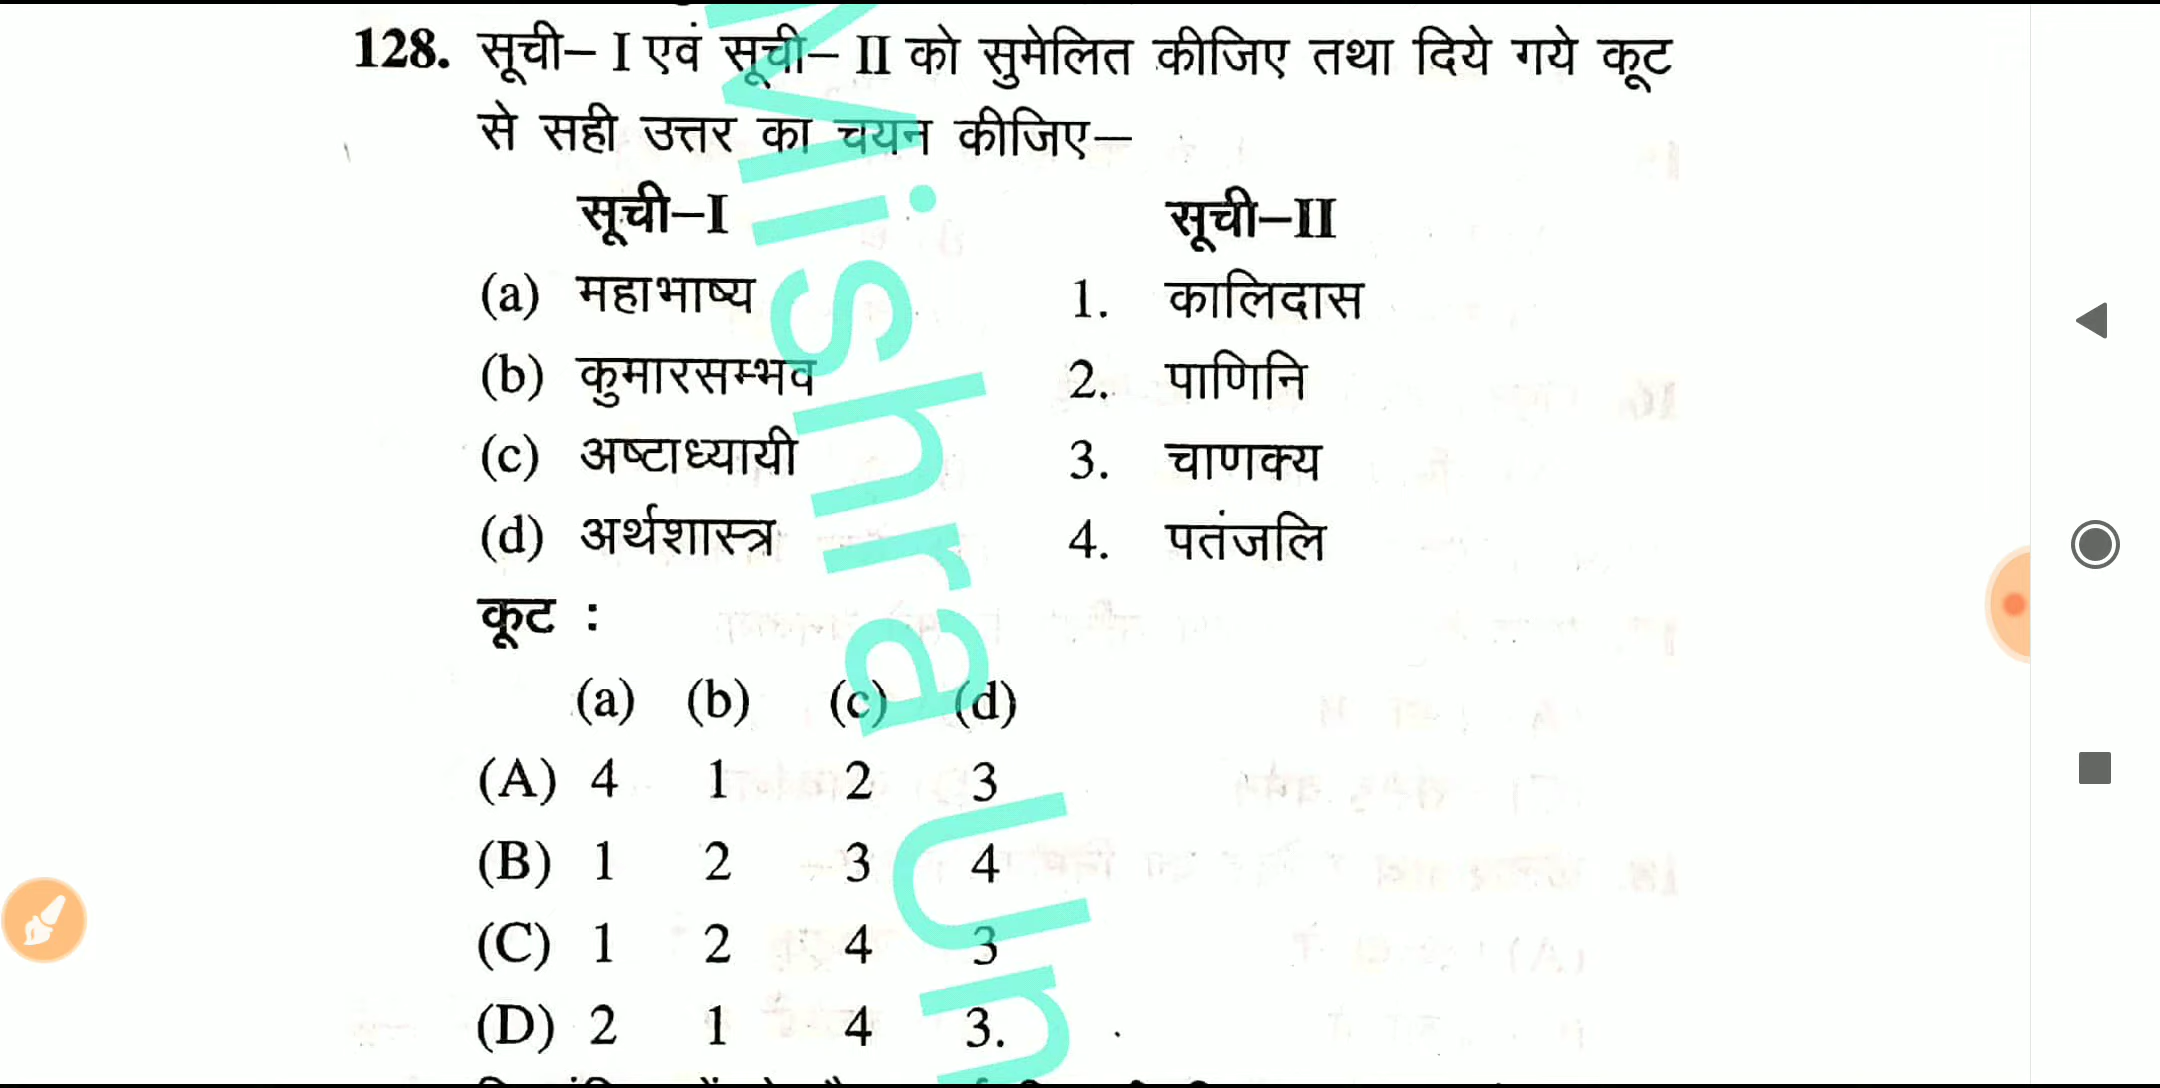 128. सूची– I एवं सूची– II को सुमेलित कीजिए तथा दिये गये कूट
से सही उत्तर का चयन कीजिए–
सूची–I सूची–II
(a) महाभाष्य 1. कालिदास
(b) कुमारसम्भव 2. पाणिनि
(c) अष्टाध्यायी 3. चाणक्य
(d) अर्थशास्त्र 4. पतंजलि
कूट :
(a) (b) (c) (d)
(A) 4 1 2 3
(B) 1 2 3 4
(C) 1 2 4 3
(D) 2 1 4 3.
Mishra Un